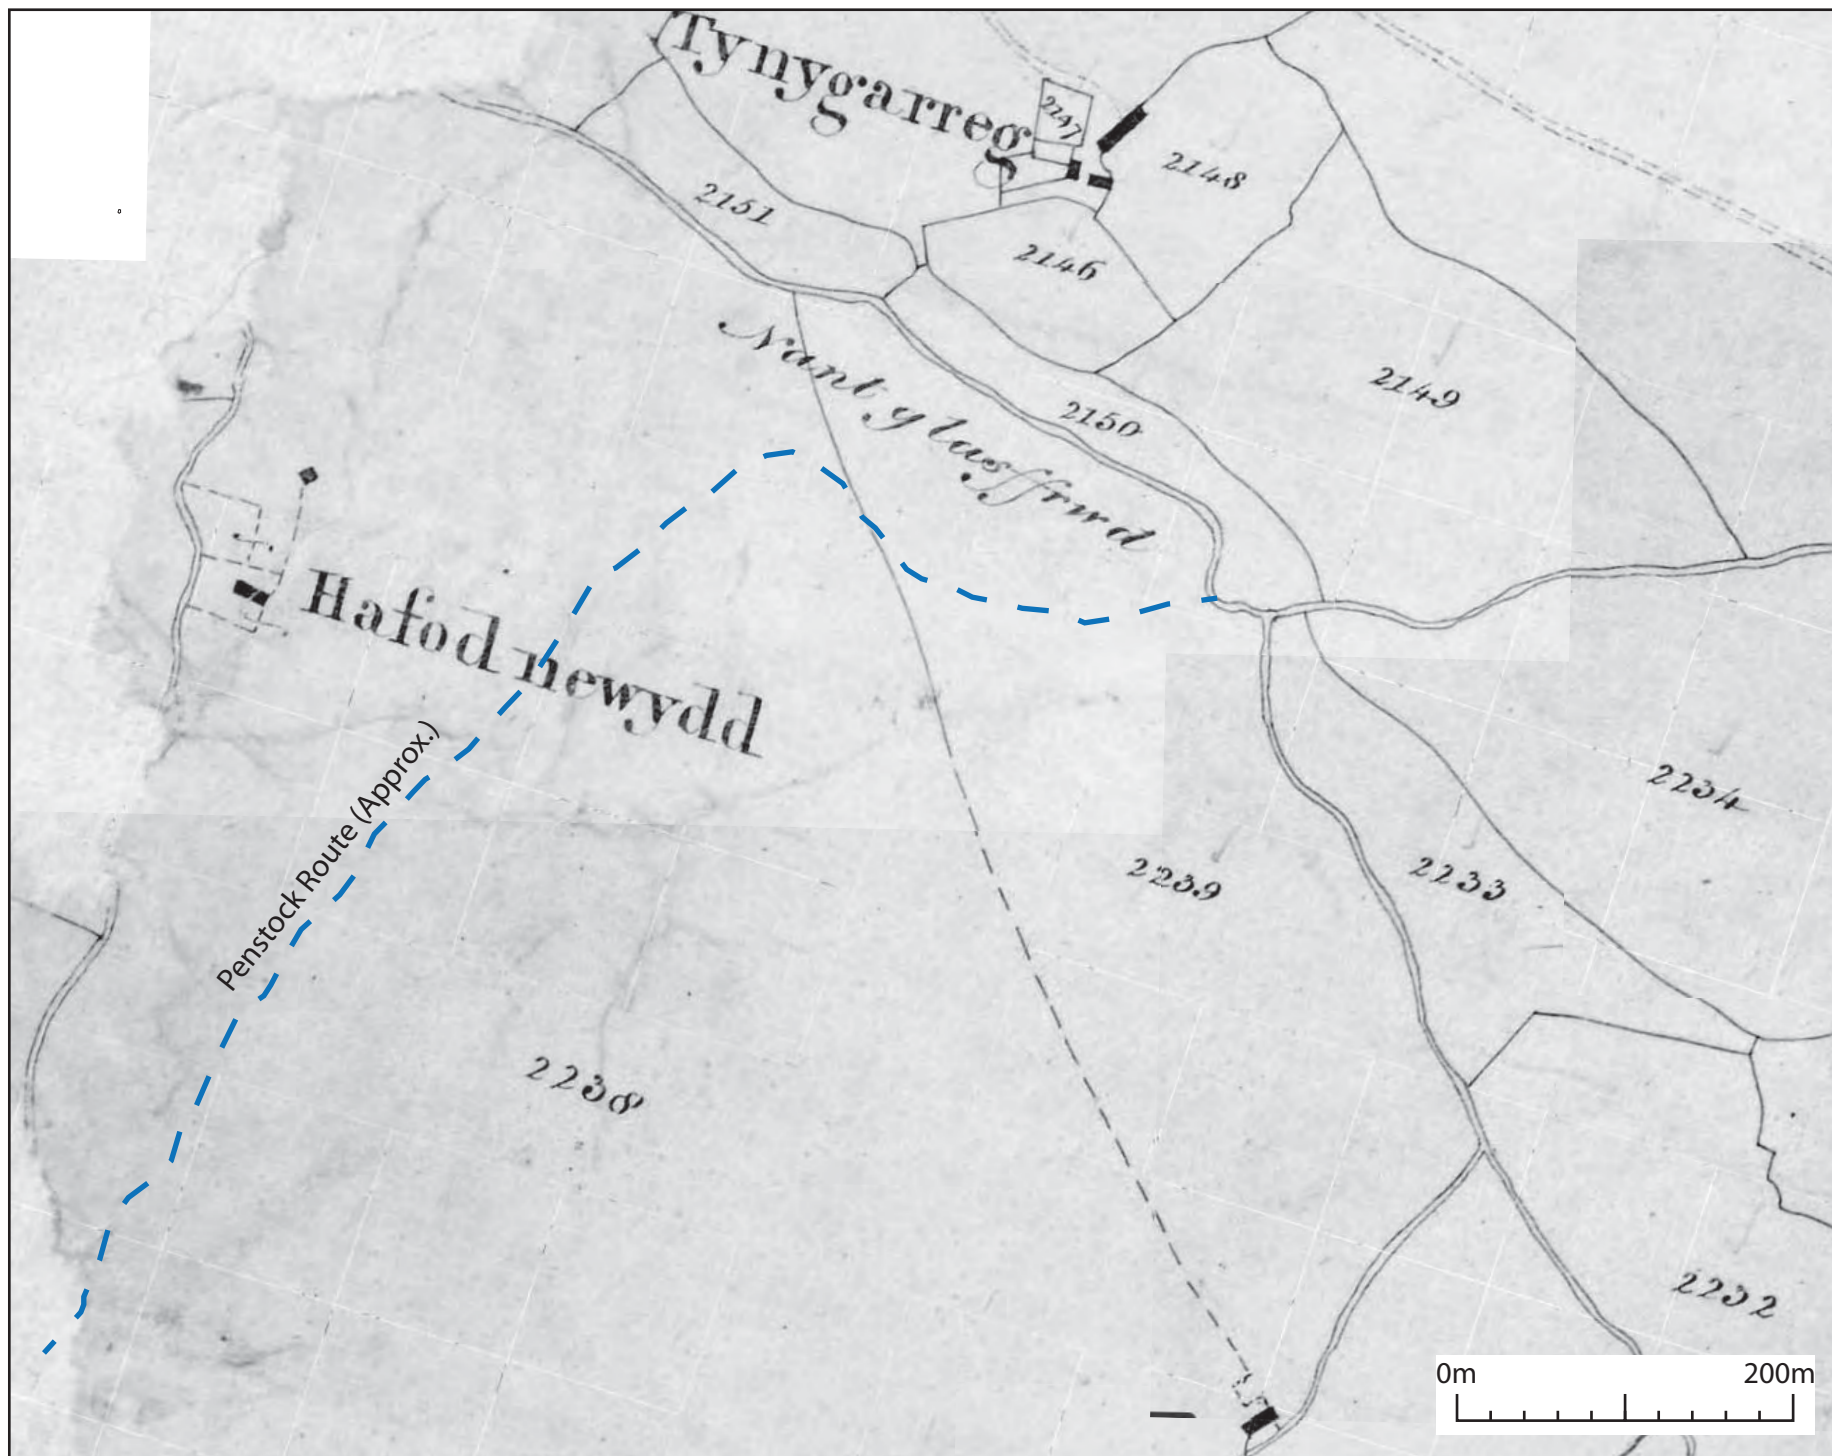 Tynygarreg
2147
2148
2151
2146
Nant y lasffrwd
2149
2150
Hafod newydd
Penstock Route (Approx.)
2234
2239
2233
2238
2232
0m 200m